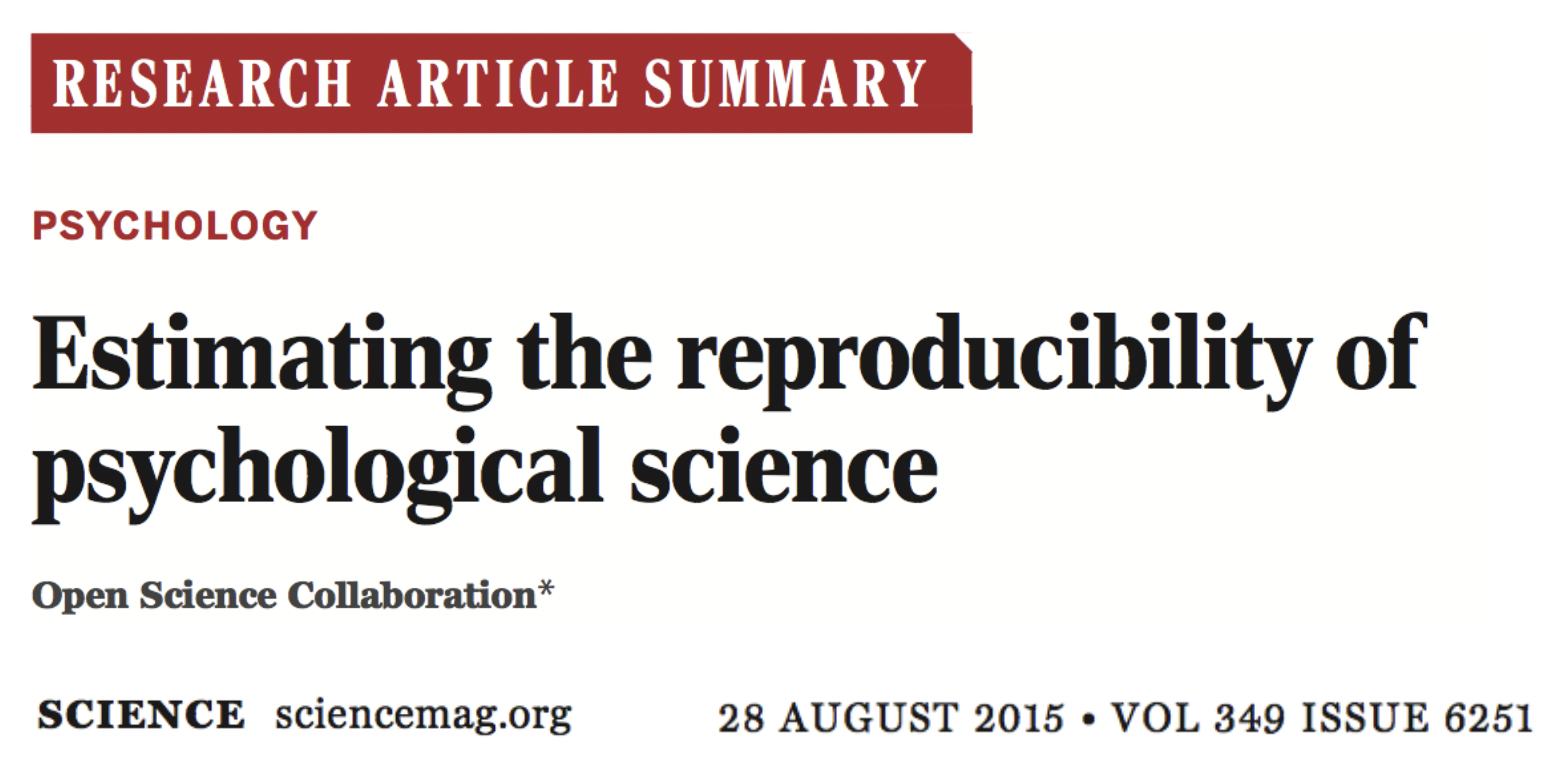 RESEARCH ARTICLE SUMMARY
PSYCHOLOGY
Estimating the reproducibility of
psychological science
Open Science Collaboration*
SCIENCE sciencemag.org 28 AUGUST 2015 • VOL 349 ISSUE 6251